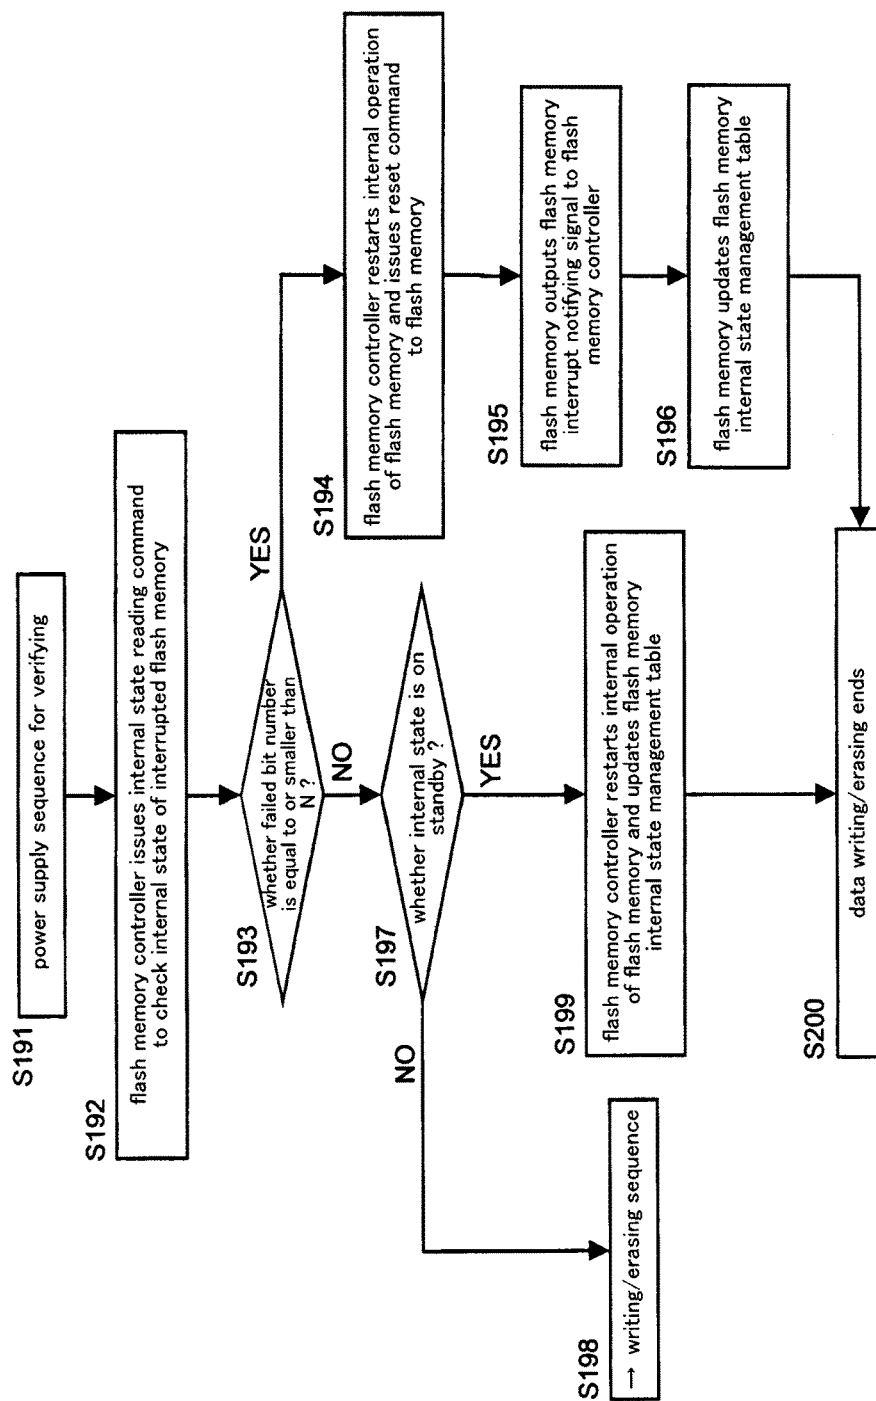 S191
power supply sequence for verifying
S192
flash memory controller issues internal state reading command
to check internal state of interrupted flash memory
S193
whether failed bit number
is equal to or smaller than
N ?
YES
NO
S194
flash memory controller restarts internal operation
of flash memory and issues reset command
to flash memory
S195
flash memory outputs flash memory
interrupt notifying signal to flash
memory controller
S196
flash memory updates flash memory
internal state management table
S197
whether internal state is on
standby ?
NO
YES
S198
→ writing/erasing sequence
S199
flash memory controller restarts internal operation
of flash memory and updates flash memory
internal state management table
S200
data writing/erasing ends